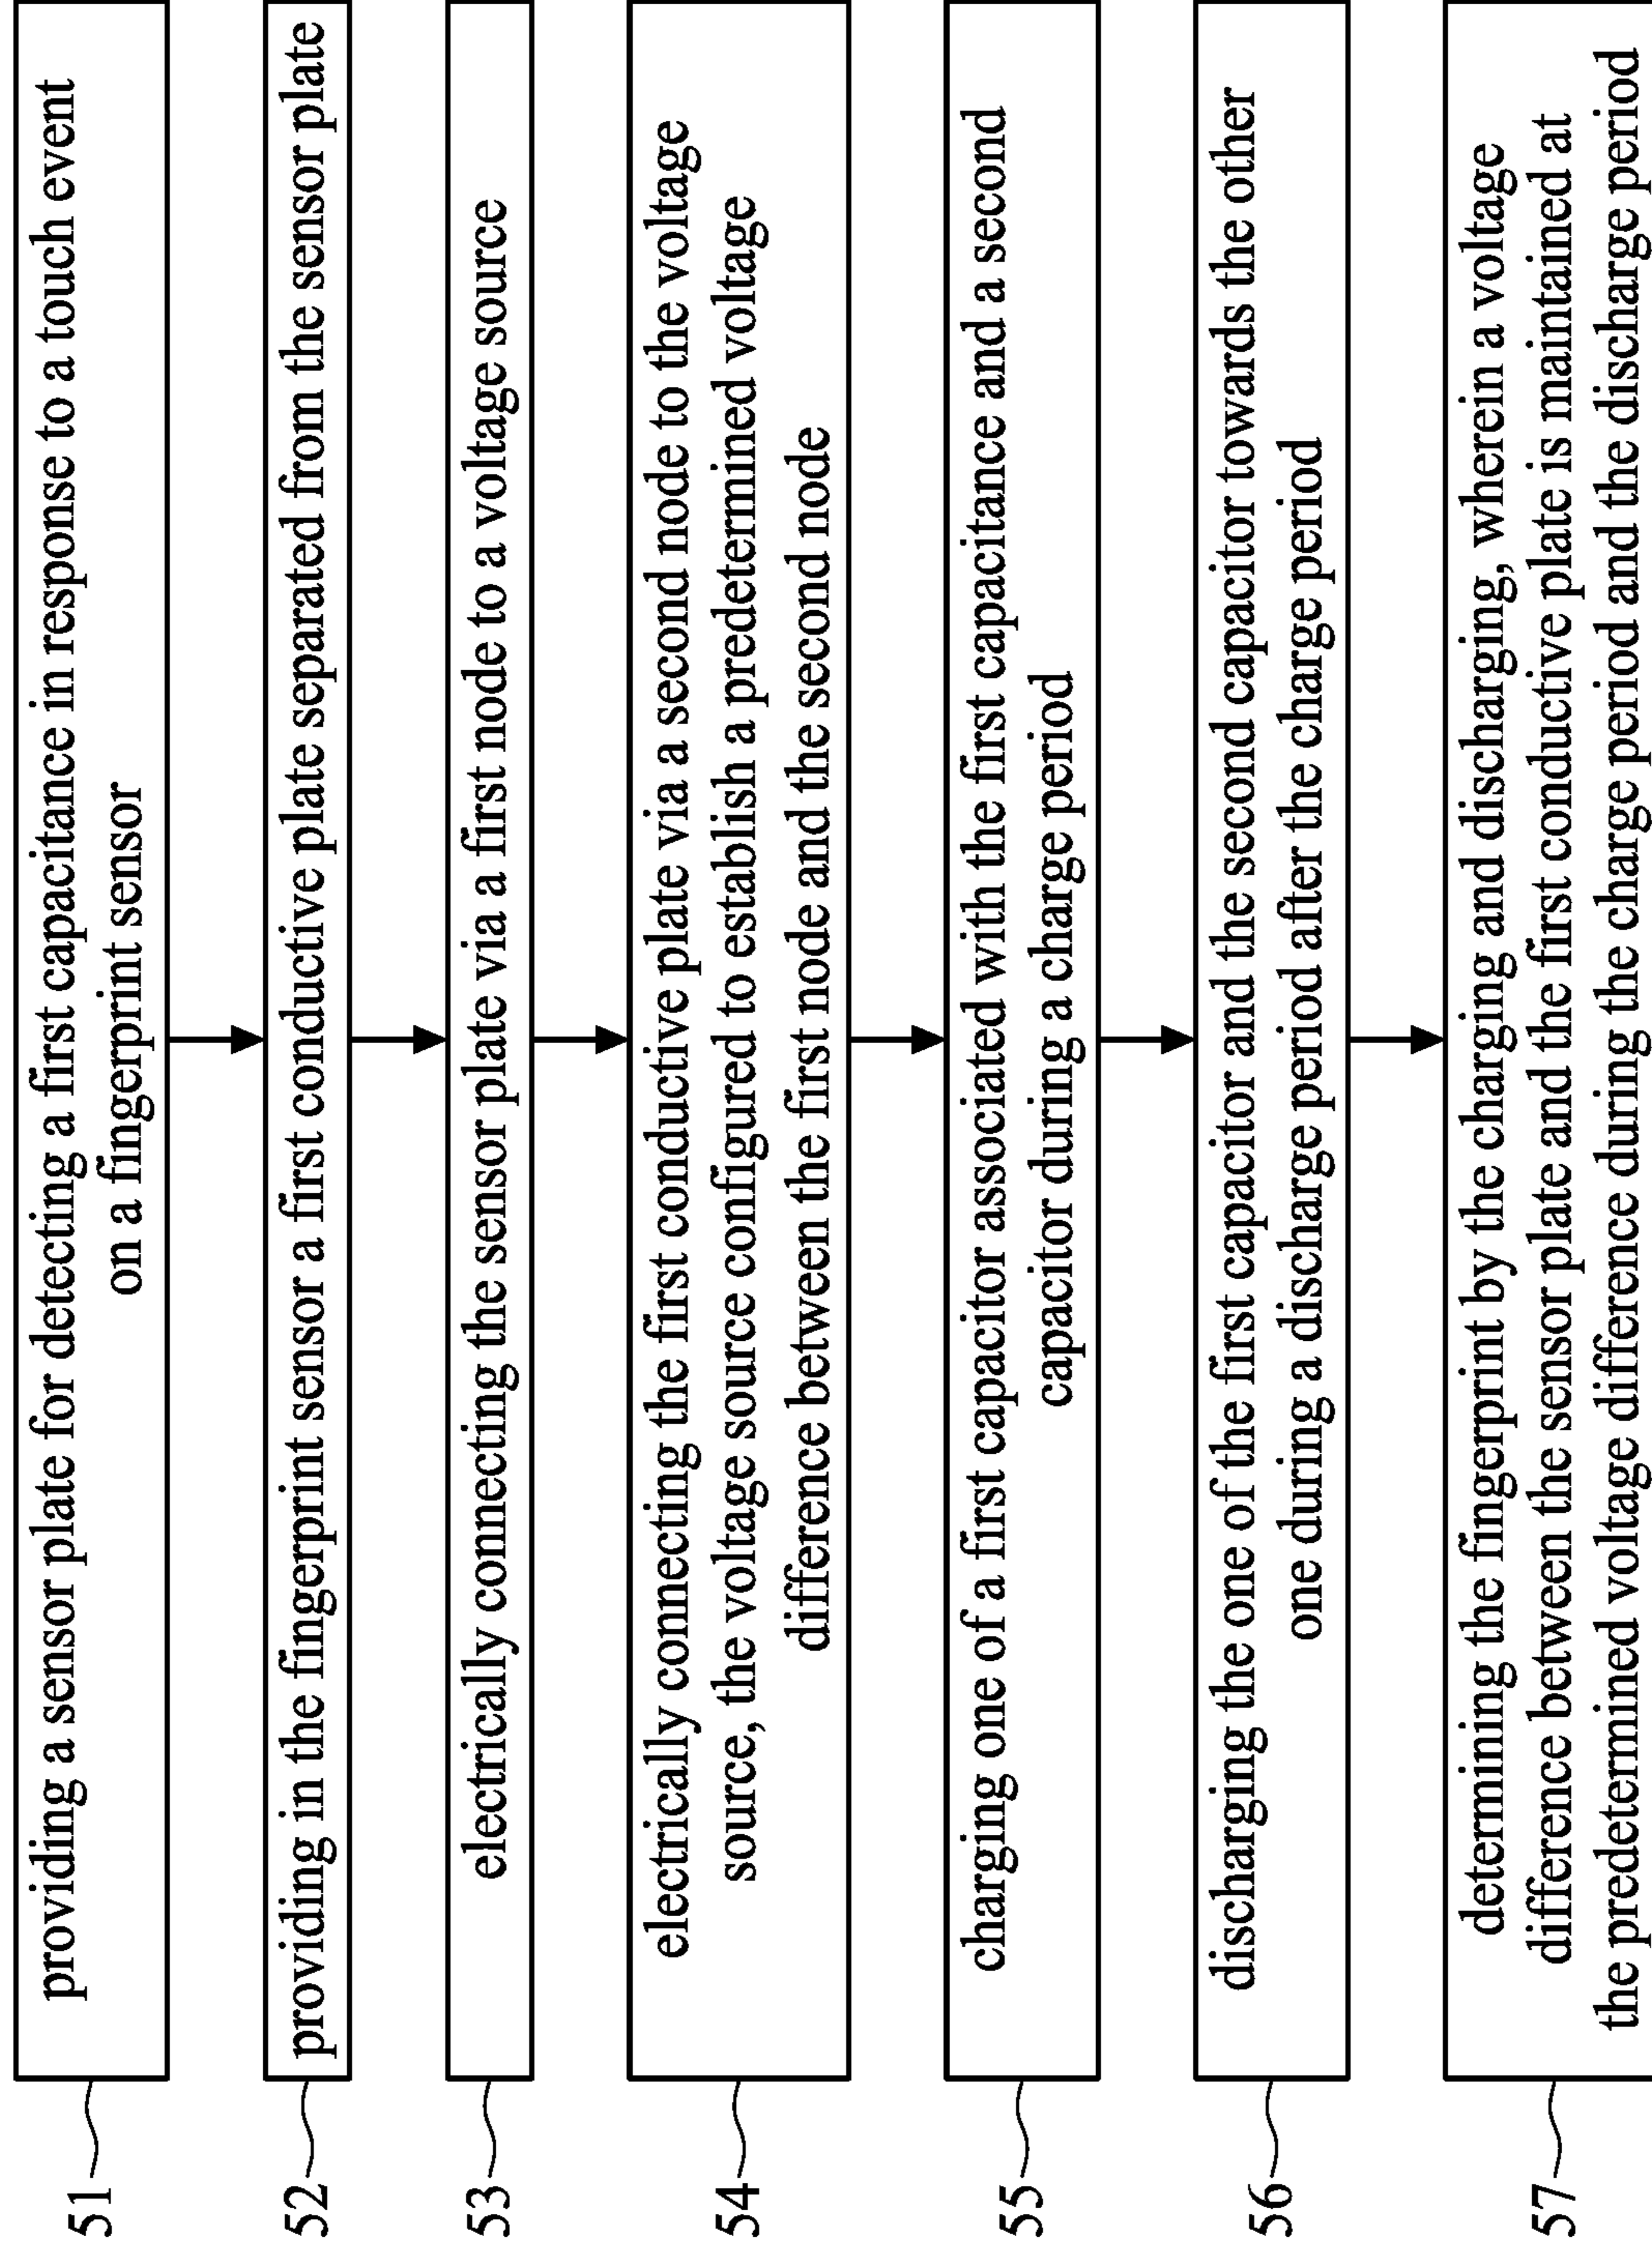 51
providing a sensor plate for detecting a first capacitance in response to a touch event
on a fingerprint sensor
52
providing in the fingerprint sensor a first conductive plate separated from the sensor plate
53
electrically connecting the sensor plate via a first node to a voltage source
54
electrically connecting the first conductive plate via a second node to the voltage
source, the voltage source configured to establish a predetermined voltage
difference between the first node and the second node
55
charging one of a first capacitor associated with the first capacitance and a second
capacitor during a charge period
56
discharging the one of the first capacitor and the second capacitor towards the other
one during a discharge period after the charge period
57
determining the fingerprint by the charging and discharging, wherein a voltage
difference between the sensor plate and the first conductive plate is maintained at
the predetermined voltage difference during the charge period and the discharge period